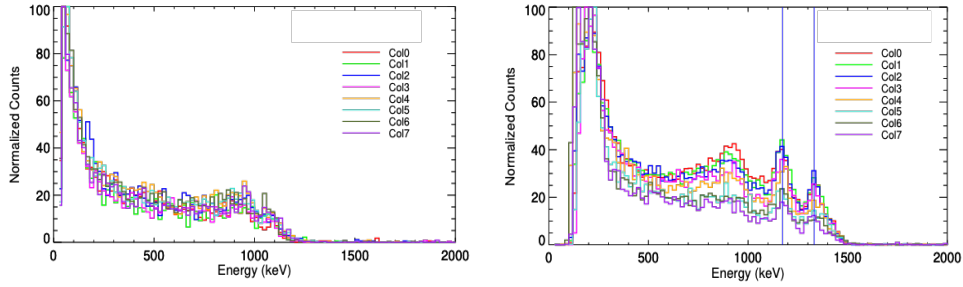 100
80
60
40
20
0
Normalized Counts
0 500 1000 1500 2000
Energy (keV)
Col0
Col1
Col2
Col3
Col4
Col5
Col6
Col7
100
80
60
40
20
0
Normalized Counts
0 500 1000 1500 2000
Energy (keV)
Col0
Col1
Col2
Col3
Col4
Col5
Col6
Col7